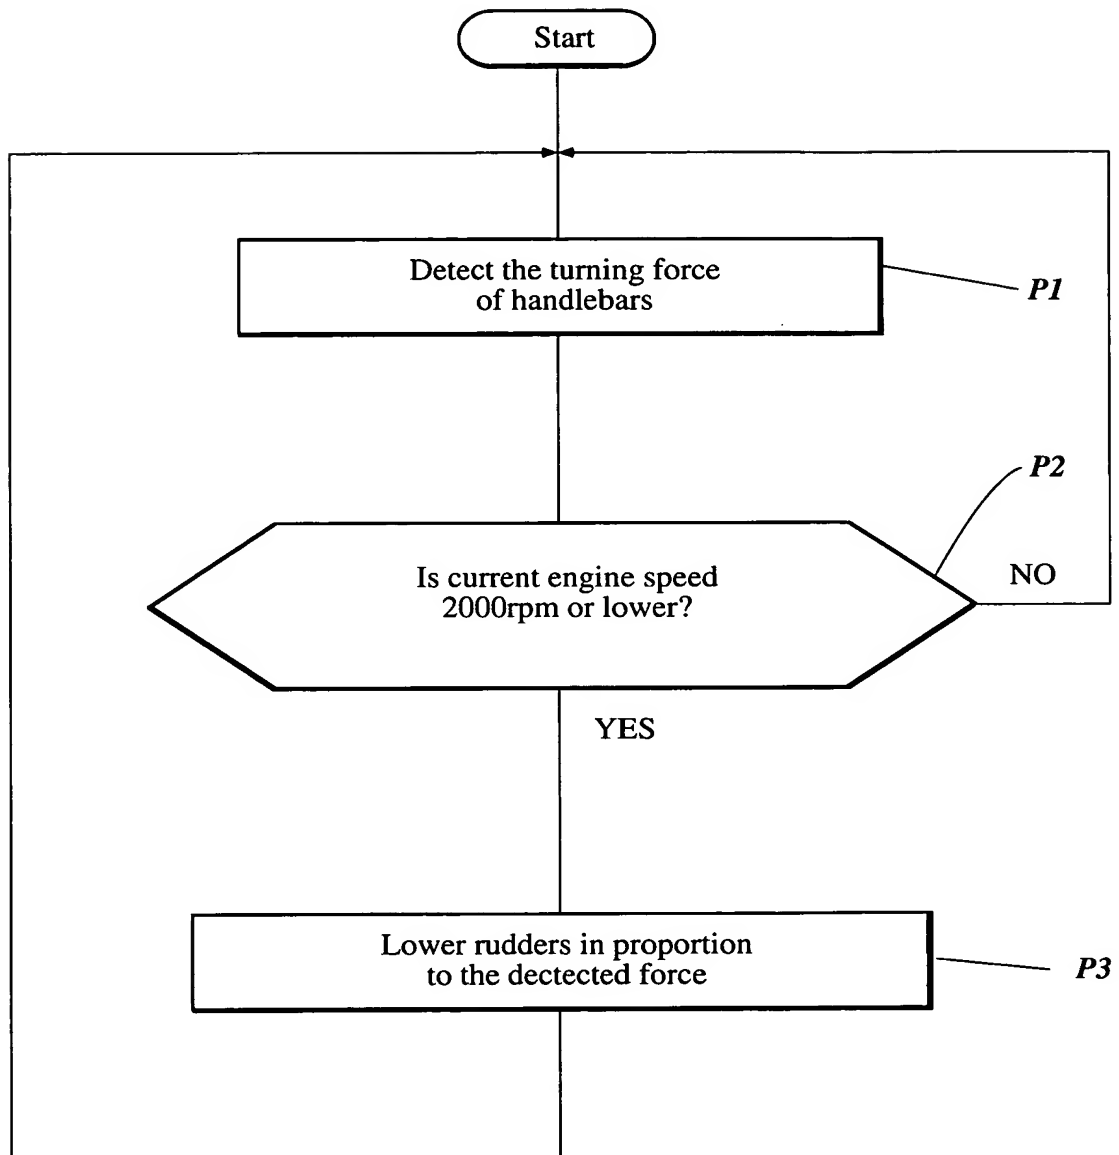 Start
Detect the turning force
of handlebars
P1
P2
Is current engine speed
2000rpm or lower?
NO
YES
Lower rudders in proportion
to the dectected force
P3